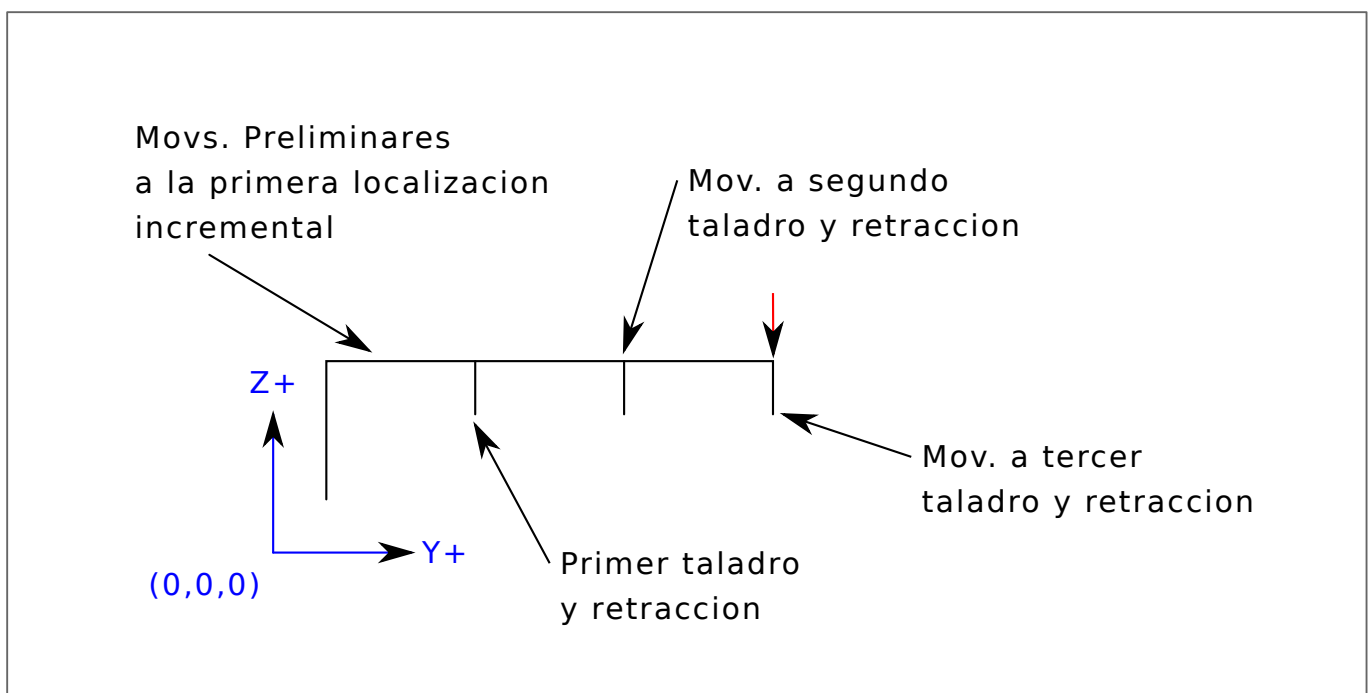 Movs. Preliminares
a la primera localizacion
incremental
Mov. a segundo
taladro y retraccion
Z+
Mov. a tercer
taladro y retraccion
Y+
(0,0,0)
Primer taladro
y retraccion